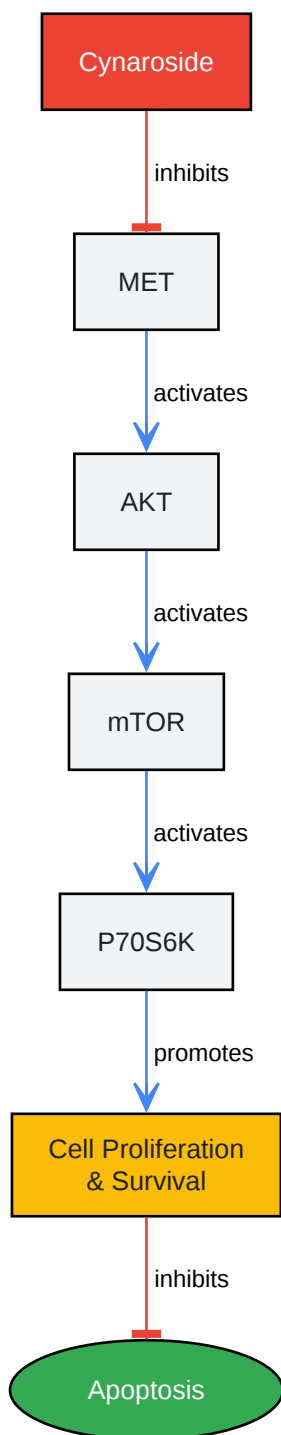 Cynaroside
inhibits
MET
activates
AKT
activates
mTOR
activates
P70S6K
promotes
Cell Proliferation
& Survival
inhibits
Apoptosis